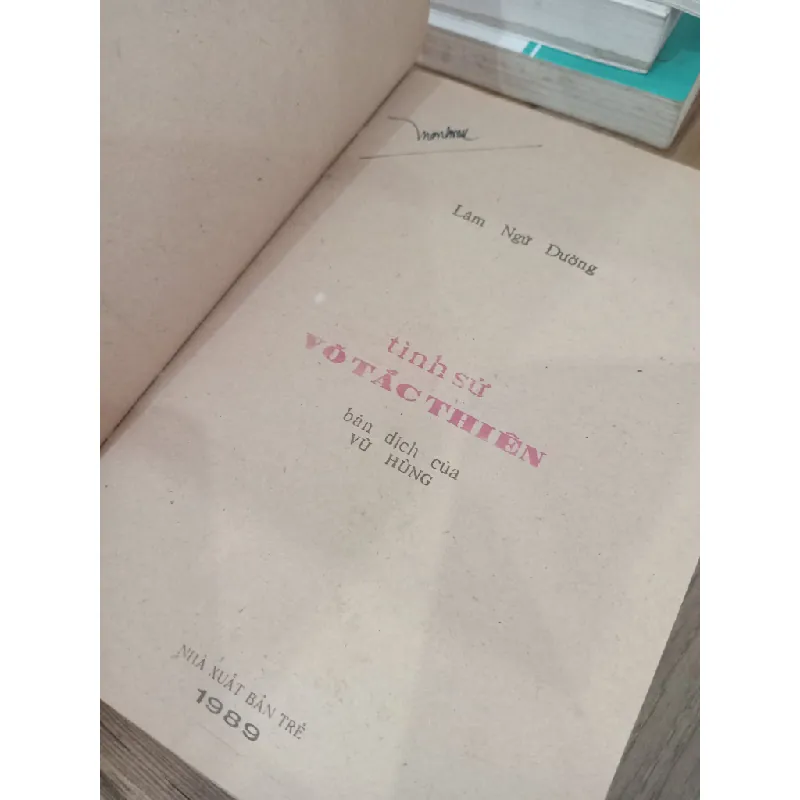 Lâm Ngữ Đường
tình sử
VÕ TẮC THIÊN
bản dịch của
VŨ HÙNG
NHÀ XUẤT BẢN TRẺ
1989